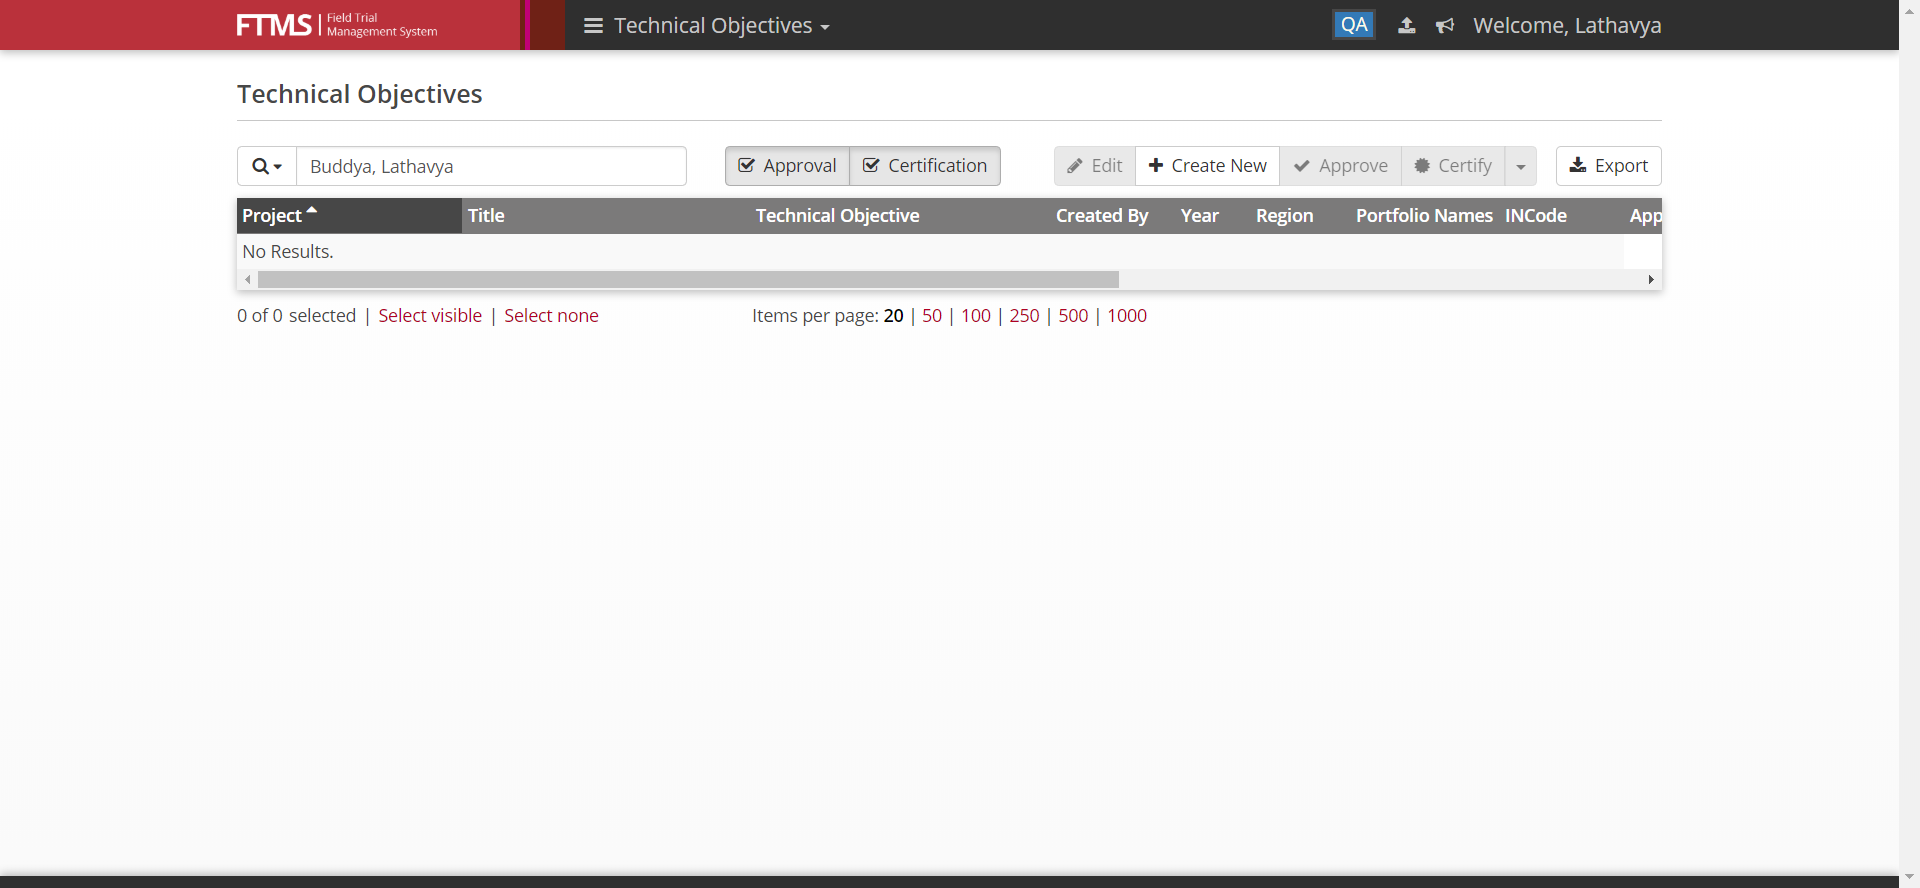 FTMS Field Trial Management System
Technical Objectives
QA
Welcome, Lathavya
Technical Objectives
Buddya, Lathavya
Approval
Certification
Edit
Create New
Approve
Certify
Export
Project Title Technical Objective Created By Year Region Portfolio Names INCode App
No Results.
0 of 0 selected | Select visible | Select none
Items per page: 20 | 50 | 100 | 250 | 500 | 1000